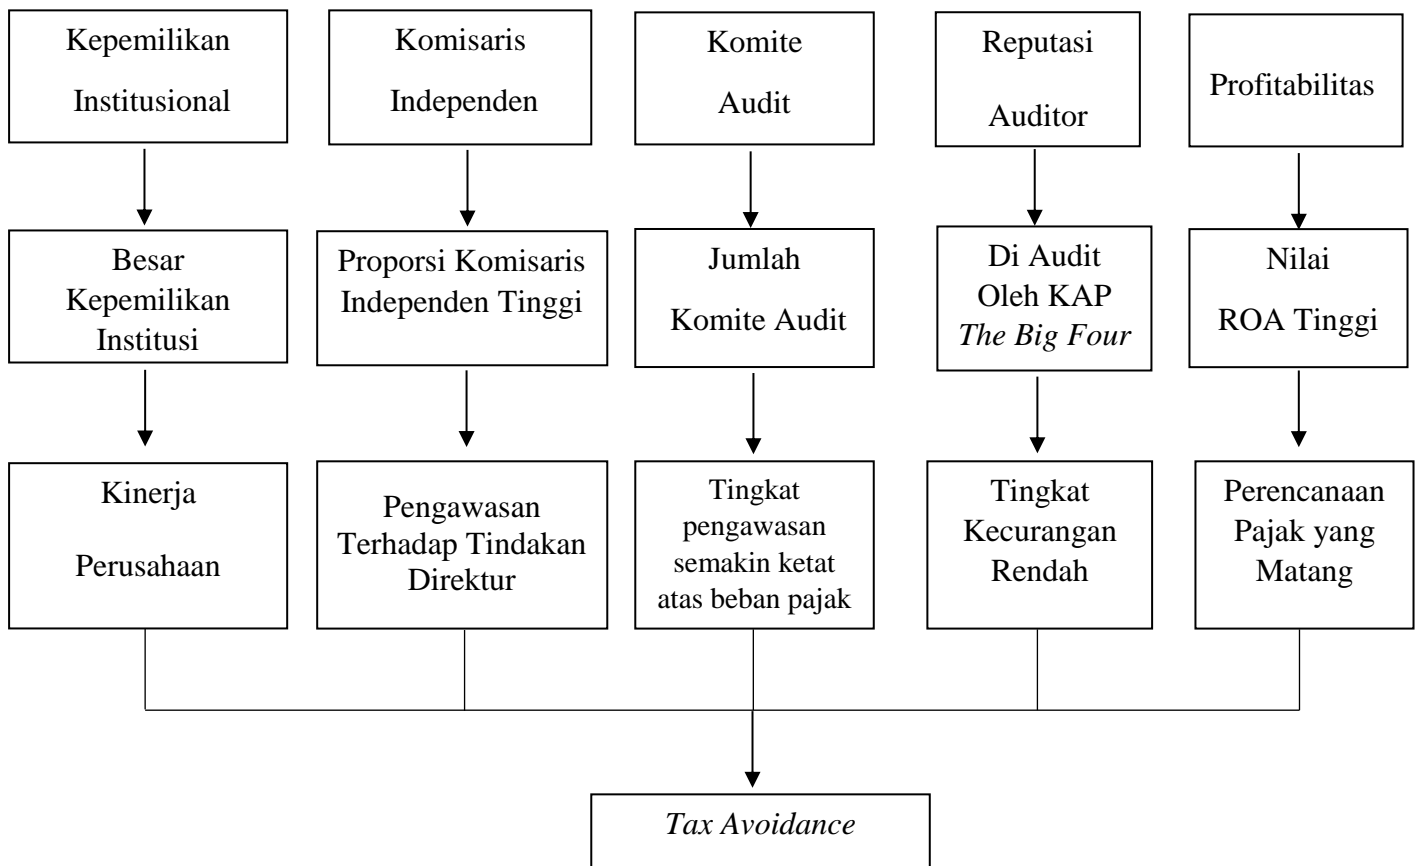 Kepemilikan
Institusional
Komisaris
Independen
Komite
Audit
Reputasi
Auditor
Profitabilitas
Besar
Kepemilikan
Institusi
Proporsi Komisaris
Independen Tinggi
Jumlah
Komite Audit
Di Audit
Oleh KAP
The Big Four
Nilai
ROA Tinggi
Kinerja
Perusahaan
Pengawasan
Terhadap Tindakan
Direktur
Tingkat
pengawasan
semakin ketat
atas beban pajak
Tingkat
Kecurangan
Rendah
Perencanaan
Pajak yang
Matang
Tax Avoidance